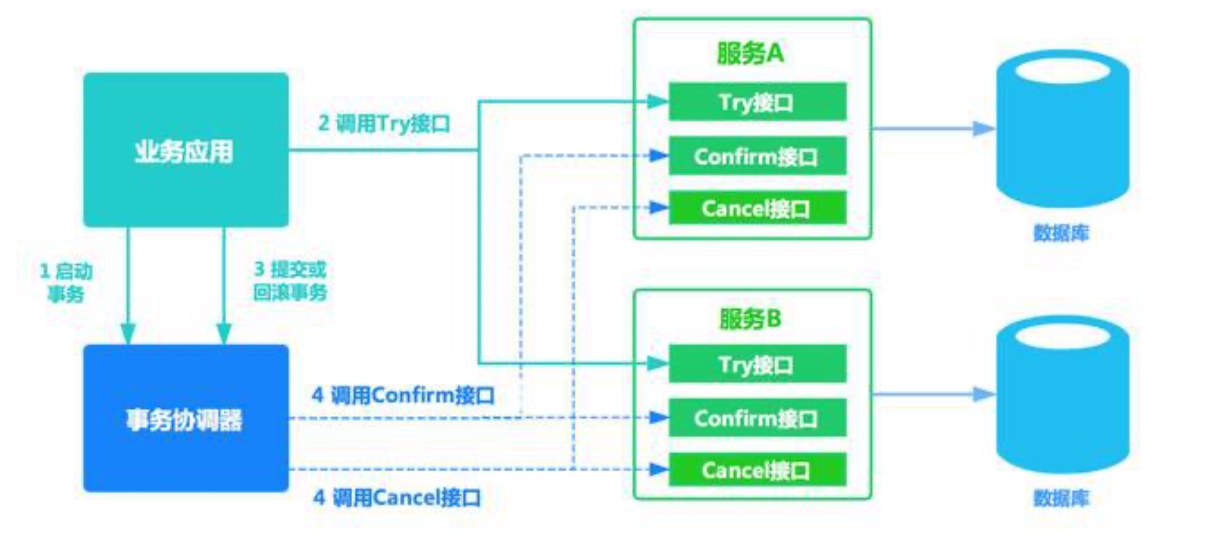 服务A
Try接口
Confirm接口
Cancel接口
数据库
业务应用
2 调用Try接口
1 启动
事务
3 提交或
回滚事务
事务协调器
4 调用Confirm接口
4 调用Cancel接口
服务B
Try接口
Confirm接口
Cancel接口
数据库